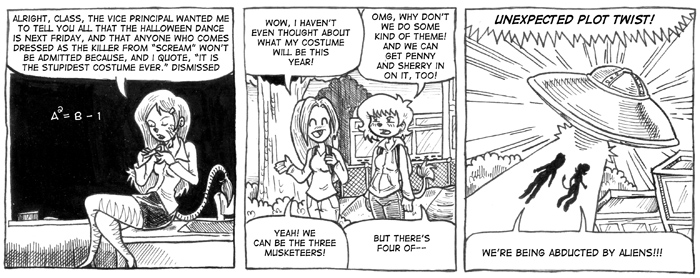 ALRIGHT, CLASS, THE VICE PRINCIPAL WANTED ME
TO TELL YOU ALL THAT THE HALLOWEEN DANCE
IS NEXT FRIDAY, AND THAT ANYONE WHO COMES
DRESSED AS THE KILLER FROM "SCREAM" WON'T
BE ADMITTED BECAUSE, AND I QUOTE, "IT IS
THE STUPIDEST COSTUME EVER." DISMISSED
A² = B - 1
WOW, I HAVEN'T
EVEN THOUGHT ABOUT
WHAT MY COSTUME
WILL BE THIS
YEAR!
OMG, WHY DON'T
WE DO SOME
KIND OF THEME!
AND WE CAN
GET PENNY
AND SHERRY IN
ON IT, TOO!
YEAH! WE
CAN BE THE THREE
MUSKETEERS!
BUT THERE'S
FOUR OF--
UNEXPECTED PLOT TWIST!
WE'RE BEING ABDUCTED BY ALIENS!!!